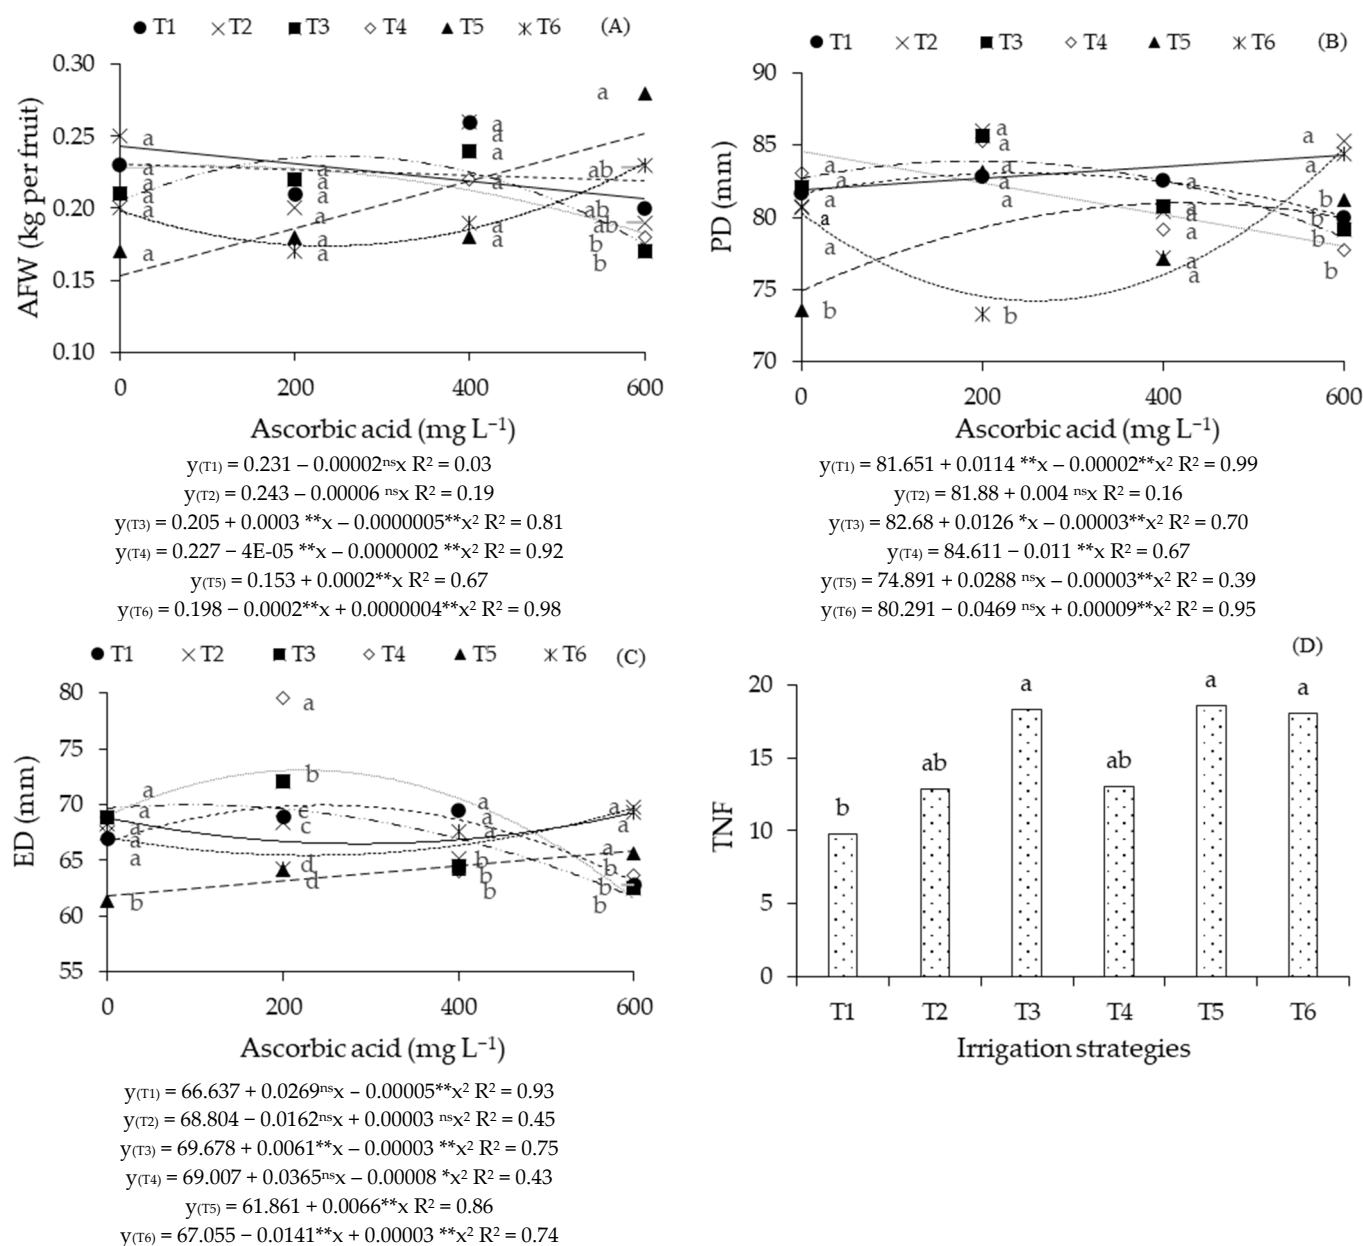 T1 T2 T3 T4 T5 T6 (A)
0.30
0.25
0.20
0.15
0.10
AFW (kg per fruit)
a a a a a a
a a a a a
a a a a a a
a ab ab ab b b
0 200 400 600
Ascorbic acid (mg L⁻¹)
y(T1) = 0.231 – 0.00002ⁿˢx R² = 0.03
y(T2) = 0.243 – 0.00006 ⁿˢx R² = 0.19
y(T3) = 0.205 + 0.0003 **x – 0.0000005**x² R² = 0.81
y(T4) = 0.227 – 4E-05 **x – 0.0000002 **x² R² = 0.92
y(T5) = 0.153 + 0.0002**x R² = 0.67
y(T6) = 0.198 – 0.0002**x + 0.0000004**x² R² = 0.98
T1 T2 T3 T4 T5 T6 (B)
90
85
80
75
70
PD (mm)
a a a a a b
a a a a a b
a a a a a a
a a b b b b
0 200 400 600
Ascorbic acid (mg L⁻¹)
y(T1) = 81.651 + 0.0114 **x – 0.00002**x² R² = 0.99
y(T2) = 81.88 + 0.004 ⁿˢx R² = 0.16
y(T3) = 82.68 + 0.0126 *x – 0.00003**x² R² = 0.70
y(T4) = 84.611 – 0.011 **x R² = 0.67
y(T5) = 74.891 + 0.0288 ⁿˢx – 0.00003**x² R² = 0.39
y(T6) = 80.291 – 0.0469 ⁿˢx + 0.00009**x² R² = 0.95
T1 T2 T3 T4 T5 T6 (C)
80
75
70
65
60
55
ED (mm)
a a a a b
a b c c d d
a a a b b b
a a a b b b
0 200 400 600
Ascorbic acid (mg L⁻¹)
y(T1) = 66.637 + 0.0269ⁿˢx – 0.00005**x² R² = 0.93
y(T2) = 68.804 – 0.0162ⁿˢx + 0.00003 ⁿˢx² R² = 0.45
y(T3) = 69.678 + 0.0061**x – 0.00003 **x² R² = 0.75
y(T4) = 69.007 + 0.0365ⁿˢx – 0.00008 *x² R² = 0.43
y(T5) = 61.861 + 0.0066**x R² = 0.86
y(T6) = 67.055 – 0.0141**x + 0.00003 **x² R² = 0.74
(D)
20
15
10
5
0
TNF
b ab a ab a a
T1 T2 T3 T4 T5 T6
Irrigation strategies